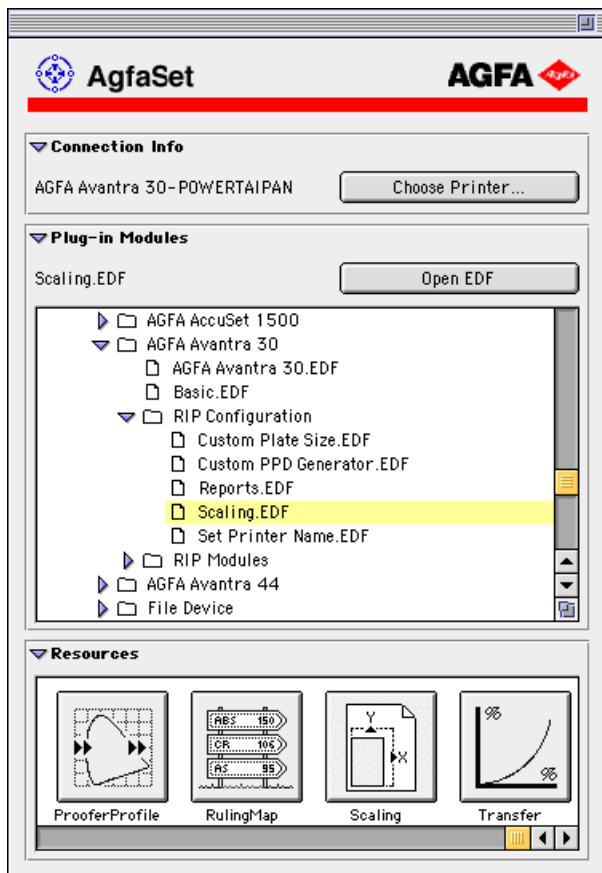 AgfaSet
AGFA
Connection Info
AGFA Avantra 30-POWERTAIPAN
Choose Printer...
Plug-in Modules
Scaling.EDF
Open EDF
AGFA AccuSet 1500
AGFA Avantra 30
AGFA Avantra 30.EDF
Basic.EDF
RIP Configuration
Custom Plate Size.EDF
Custom PPD Generator.EDF
Reports.EDF
Scaling.EDF
Set Printer Name.EDF
RIP Modules
AGFA Avantra 44
File Device
Resources
ABS 150
CR 106
AS 95
Y
X
%
%
ProoferProfile
RulingMap
Scaling
Transfer